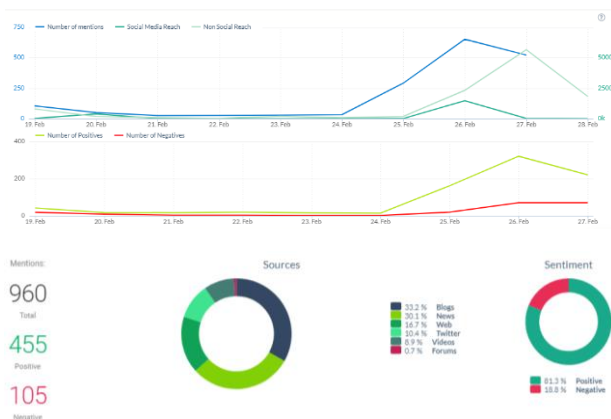 750 Number of mentions Social Media Reach Non Social Reach
500 5000
250 2500
0 0k
19. Feb 20. Feb 21. Feb 22. Feb 23. Feb 24. Feb 25. Feb 26. Feb 27. Feb 28. Feb
Number of Positives Number of Negatives
400
200
0
19. Feb 20. Feb 21. Feb 22. Feb 23. Feb 24. Feb 25. Feb 26. Feb 27. Feb
Mentions:
960
Total
455
Positive
105
Negative
Sources
33.2 % Blogs
30.1 % News
16.7 % Web
10.4 % Twitter
8.9 % Videos
0.7 % Forums
Sentiment
81.3 % Positive
18.8 % Negative